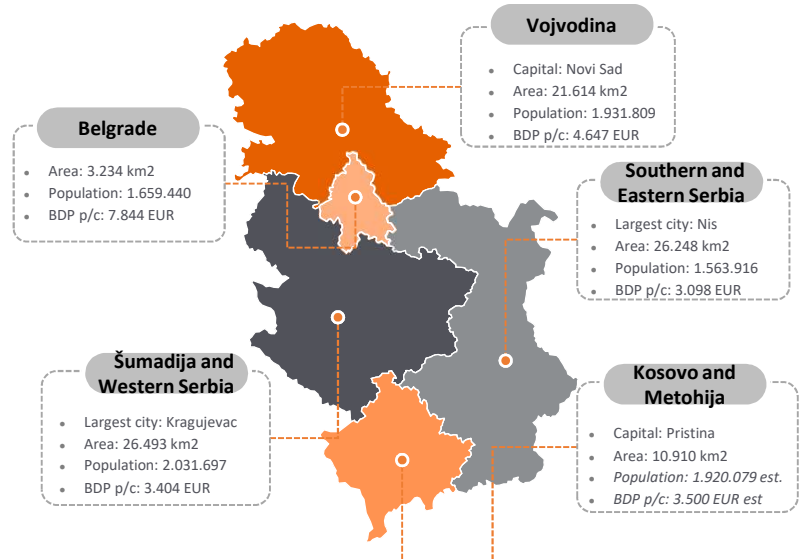 Vojvodina
• Capital: Novi Sad
• Area: 21.614 km2
• Population: 1.931.809
• BDP p/c: 4.647 EUR
Belgrade
• Area: 3.234 km2
• Population: 1.659.440
• BDP p/c: 7.844 EUR
Southern and
Eastern Serbia
• Largest city: Nis
• Area: 26.248 km2
• Population: 1.563.916
• BDP p/c: 3.098 EUR
Šumadija and
Western Serbia
• Largest city: Kragujevac
• Area: 26.493 km2
• Population: 2.031.697
• BDP p/c: 3.404 EUR
Kosovo and
Metohija
• Capital: Pristina
• Area: 10.910 km2
• Population: 1.920.079 est.
• BDP p/c: 3.500 EUR est